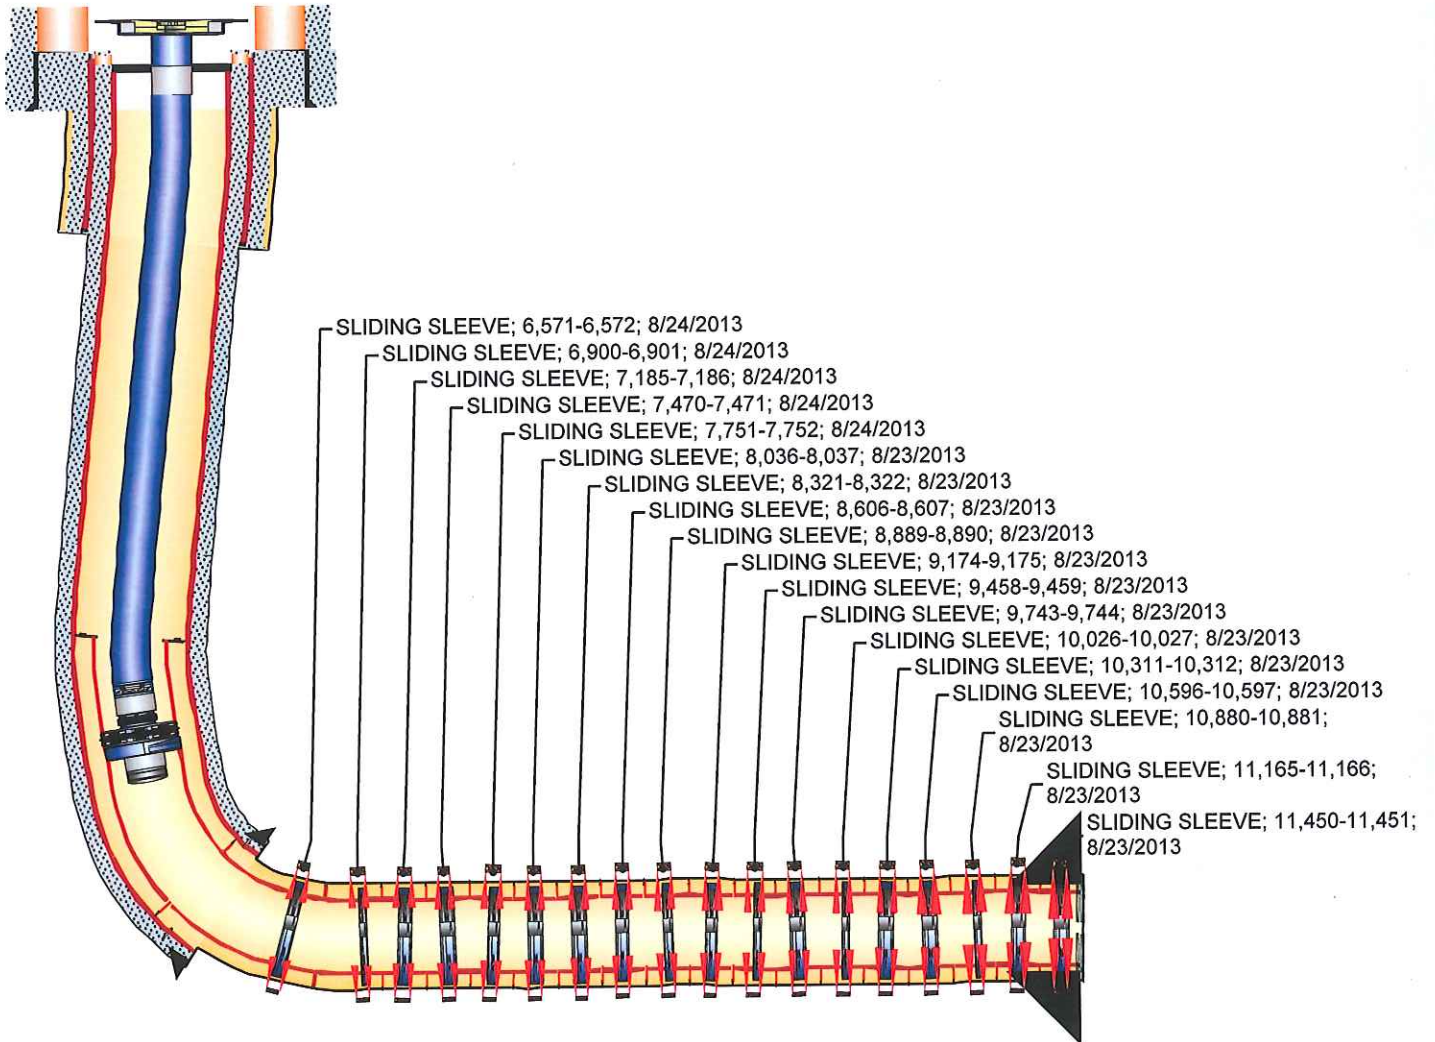 SLIDING SLEEVE; 6,571-6,572; 8/24/2013
SLIDING SLEEVE; 6,900-6,901; 8/24/2013
SLIDING SLEEVE; 7,185-7,186; 8/24/2013
SLIDING SLEEVE; 7,470-7,471; 8/24/2013
SLIDING SLEEVE; 7,751-7,752; 8/24/2013
SLIDING SLEEVE; 8,036-8,037; 8/23/2013
SLIDING SLEEVE; 8,321-8,322; 8/23/2013
SLIDING SLEEVE; 8,606-8,607; 8/23/2013
SLIDING SLEEVE; 8,889-8,890; 8/23/2013
SLIDING SLEEVE; 9,174-9,175; 8/23/2013
SLIDING SLEEVE; 9,458-9,459; 8/23/2013
SLIDING SLEEVE; 9,743-9,744; 8/23/2013
SLIDING SLEEVE; 10,026-10,027; 8/23/2013
SLIDING SLEEVE; 10,311-10,312; 8/23/2013
SLIDING SLEEVE; 10,596-10,597; 8/23/2013
SLIDING SLEEVE; 10,880-10,881;
8/23/2013
SLIDING SLEEVE; 11,165-11,166;
8/23/2013
SLIDING SLEEVE; 11,450-11,451;
8/23/2013